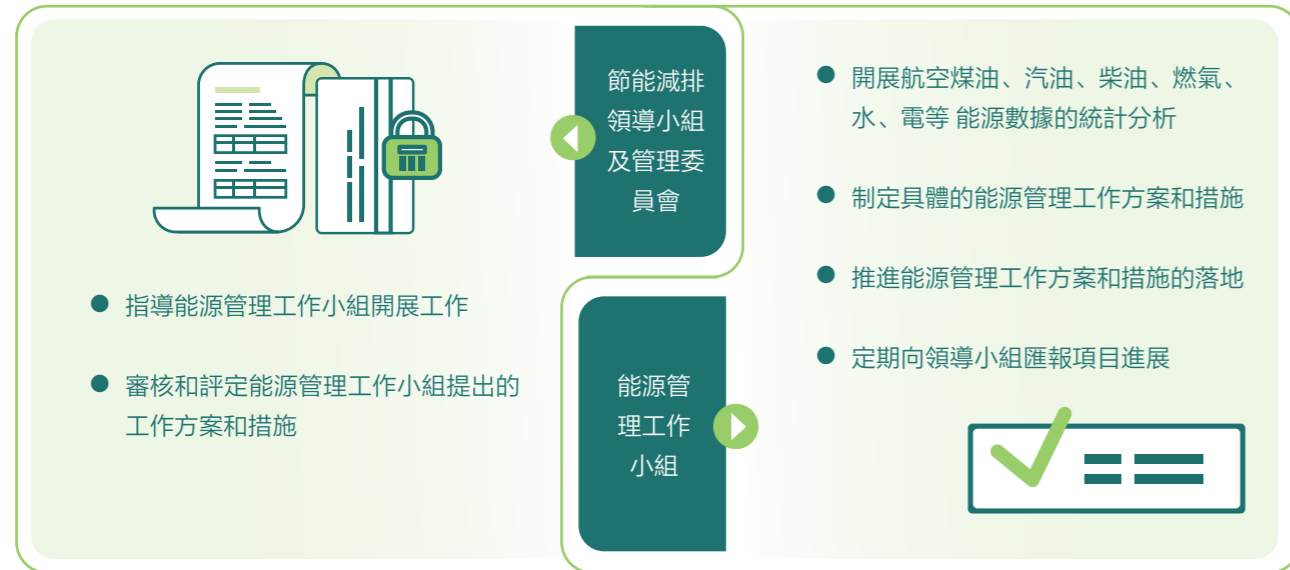 節能減排
領導小組
及管理委
員會
指導能源管理工作小組開展工作
審核和評定能源管理工作小組提出的
工作方案和措施
能源管
理工作
小組
開展航空煤油、汽油、柴油、燃氣、
水、電等 能源數據的統計分析
制定具體的能源管理工作方案和措施
推進能源管理工作方案和措施的落地
定期向領導小組匯報項目進展